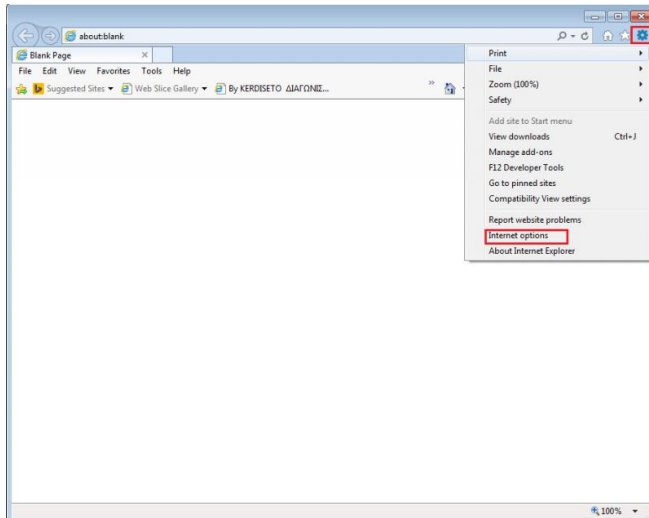 about:blank
Blank Page
File Edit View Favorites Tools Help
Suggested Sites Web Slice Gallery By KERDISETO ΔΙΑΓΩΝΙΣ...
Print
File
Zoom (100%)
Safety
Add site to Start menu
View downloads Ctrl+J
Manage add-ons
F12 Developer Tools
Go to pinned sites
Compatibility View settings
Report website problems
Internet options
About Internet Explorer
100%